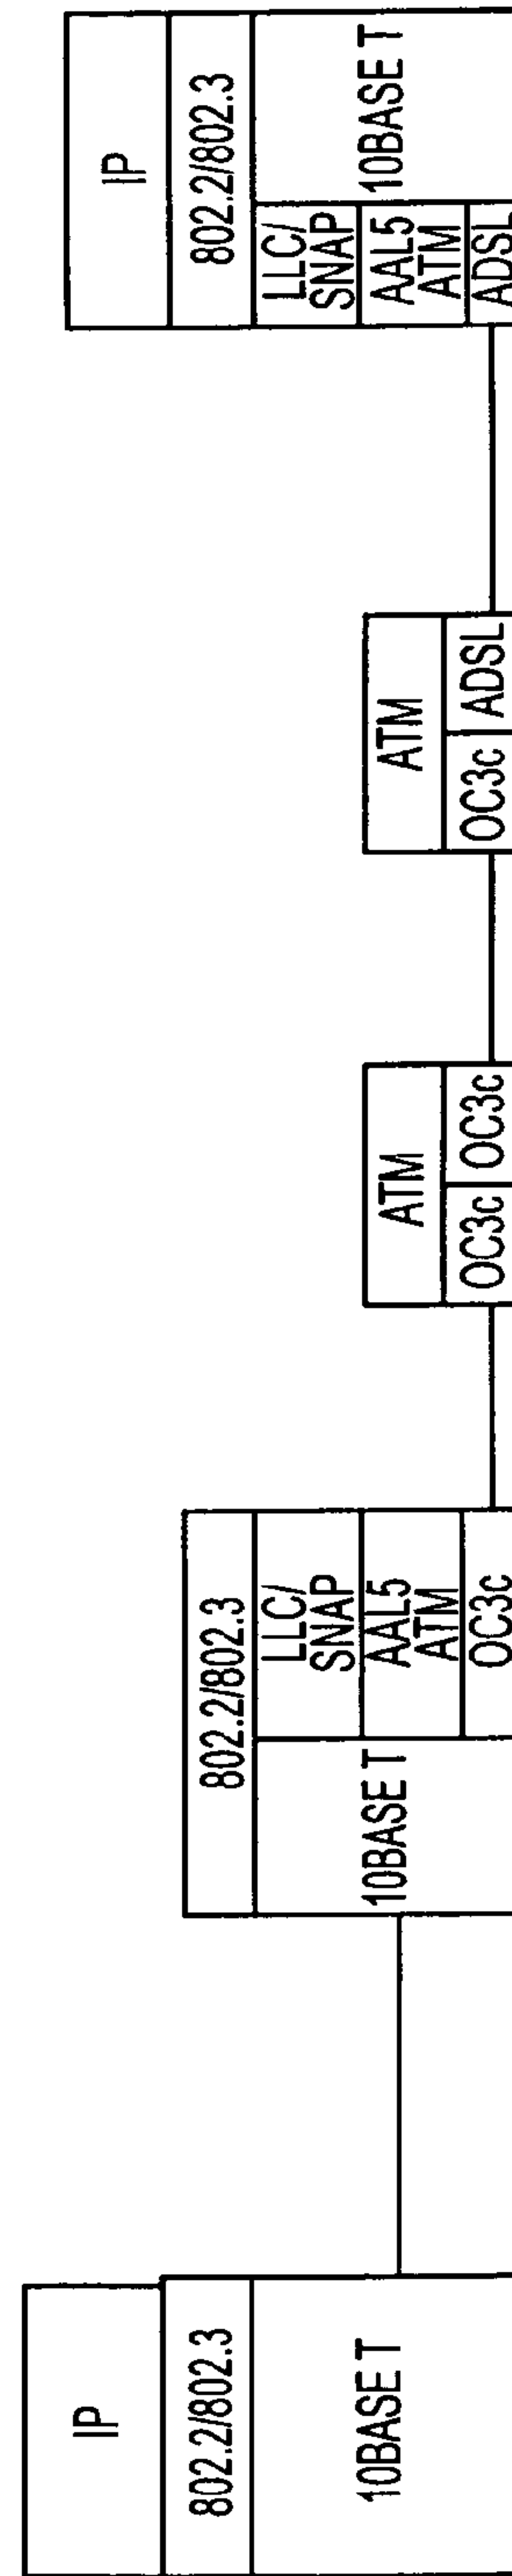 IP
802.2/802.3
10BASE T
802.2/802.3
10BASE T
LLC/
SNAP
AAL5
ATM
OC3c
ATM
OC3c
OC3c
ATM
OC3c
ADSL
IP
802.2/802.3
LLC/
SNAP
AAL5
ATM
ADSL
10BASE T